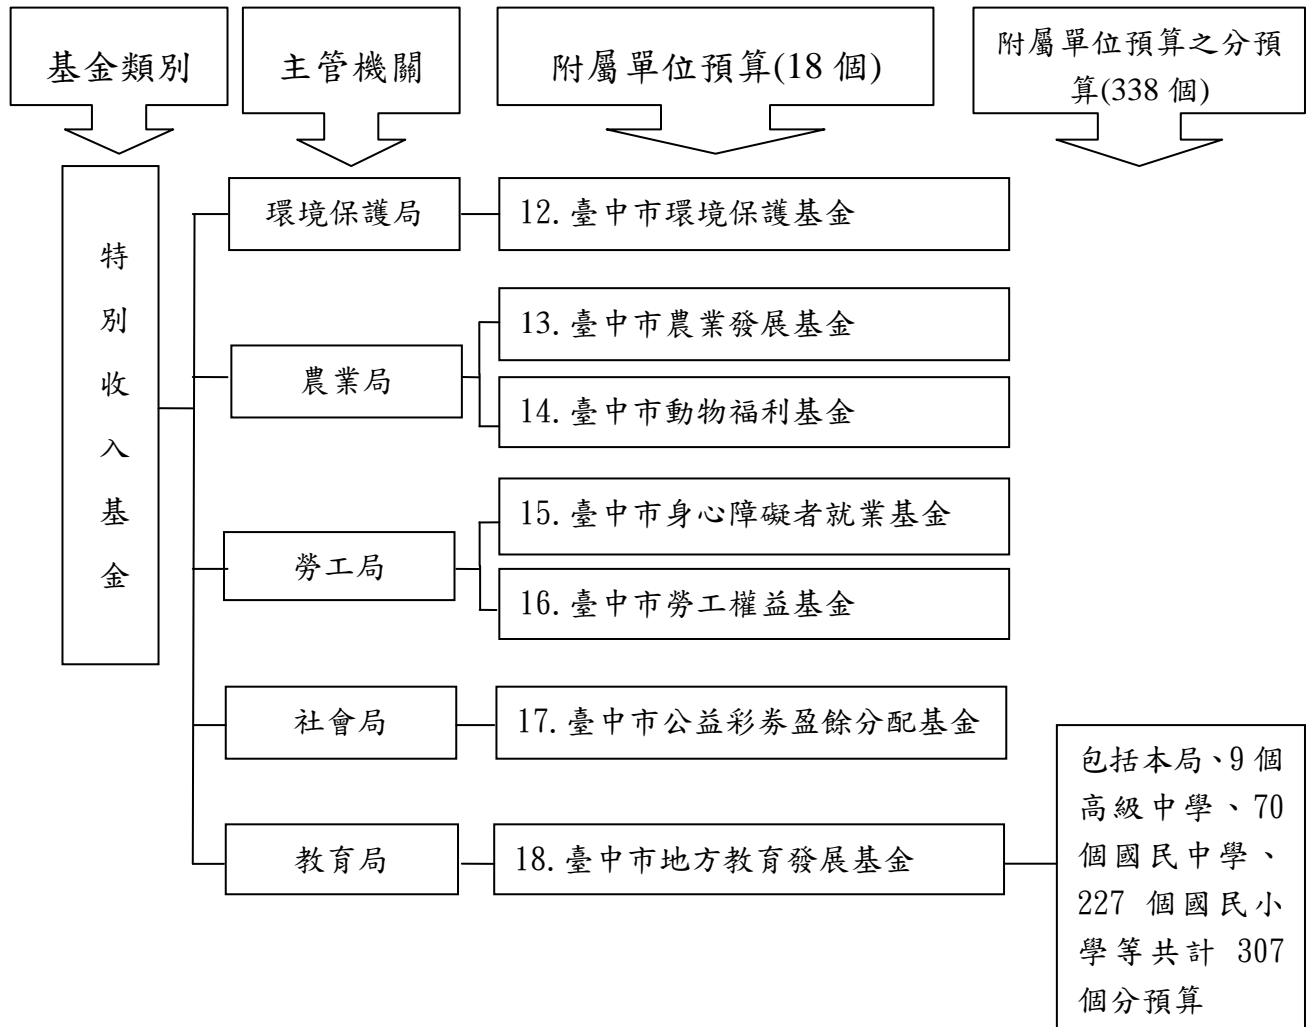 基金類別
主管機關
附屬單位預算(18 個)
附屬單位預算之分預
算(338 個)
特
別
收
入
基
金
環境保護局
12.臺中市環境保護基金
農業局
13.臺中市農業發展基金
14.臺中市動物福利基金
勞工局
15.臺中市身心障礙者就業基金
16.臺中市勞工權益基金
社會局
17.臺中市公益彩券盈餘分配基金
教育局
18.臺中市地方教育發展基金
包括本局、9 個
高級中學、70
個國民中學、
227 個國民小
學等共計 307
個分預算